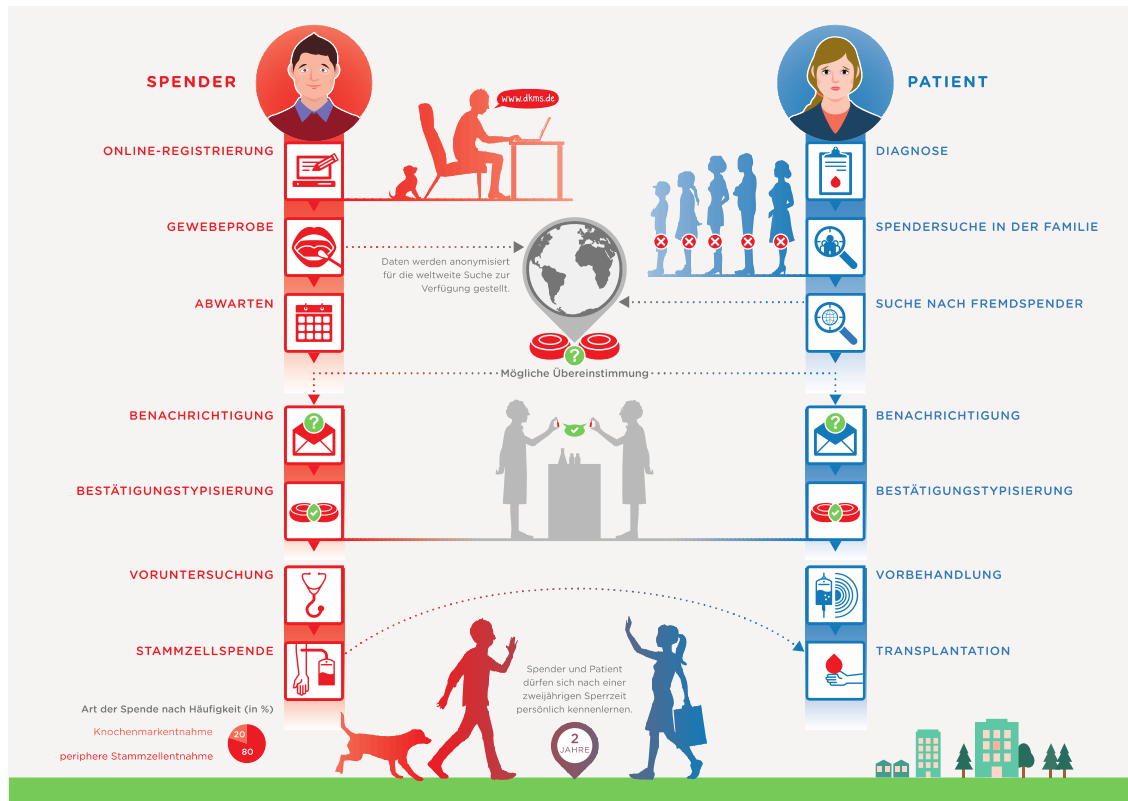 SPENDER
www.dkms.de
PATIENT
ONLINE-REGISTRIERUNG
DIAGNOSE
GEWEBEPROBE
SPENDERSUCHE IN DER FAMILIE
Daten werden anonymisiert
für die weltweite Suche zur
Verfügung gestellt.
ABWARTEN
SUCHE NACH FREMDSPENDER
?
Mögliche Übereinstimmung
BENACHRICHTIGUNG
?
?
BENACHRICHTIGUNG
BESTÄTIGUNGSTYPISIERUNG
BESTÄTIGUNGSTYPISIERUNG
VORUNTERSUCHUNG
VORBEHANDLUNG
STAMMZELLSPENDE
TRANSPLANTATION
Spender und Patient
dürfen sich nach einer
zweijährigen Sperrzeit
persönlich kennenlernen.
2
JAHRE
Art der Spende nach Häufigkeit (in %)
Knochenmarkentnahme
20
periphere Stammzellentnahme
80